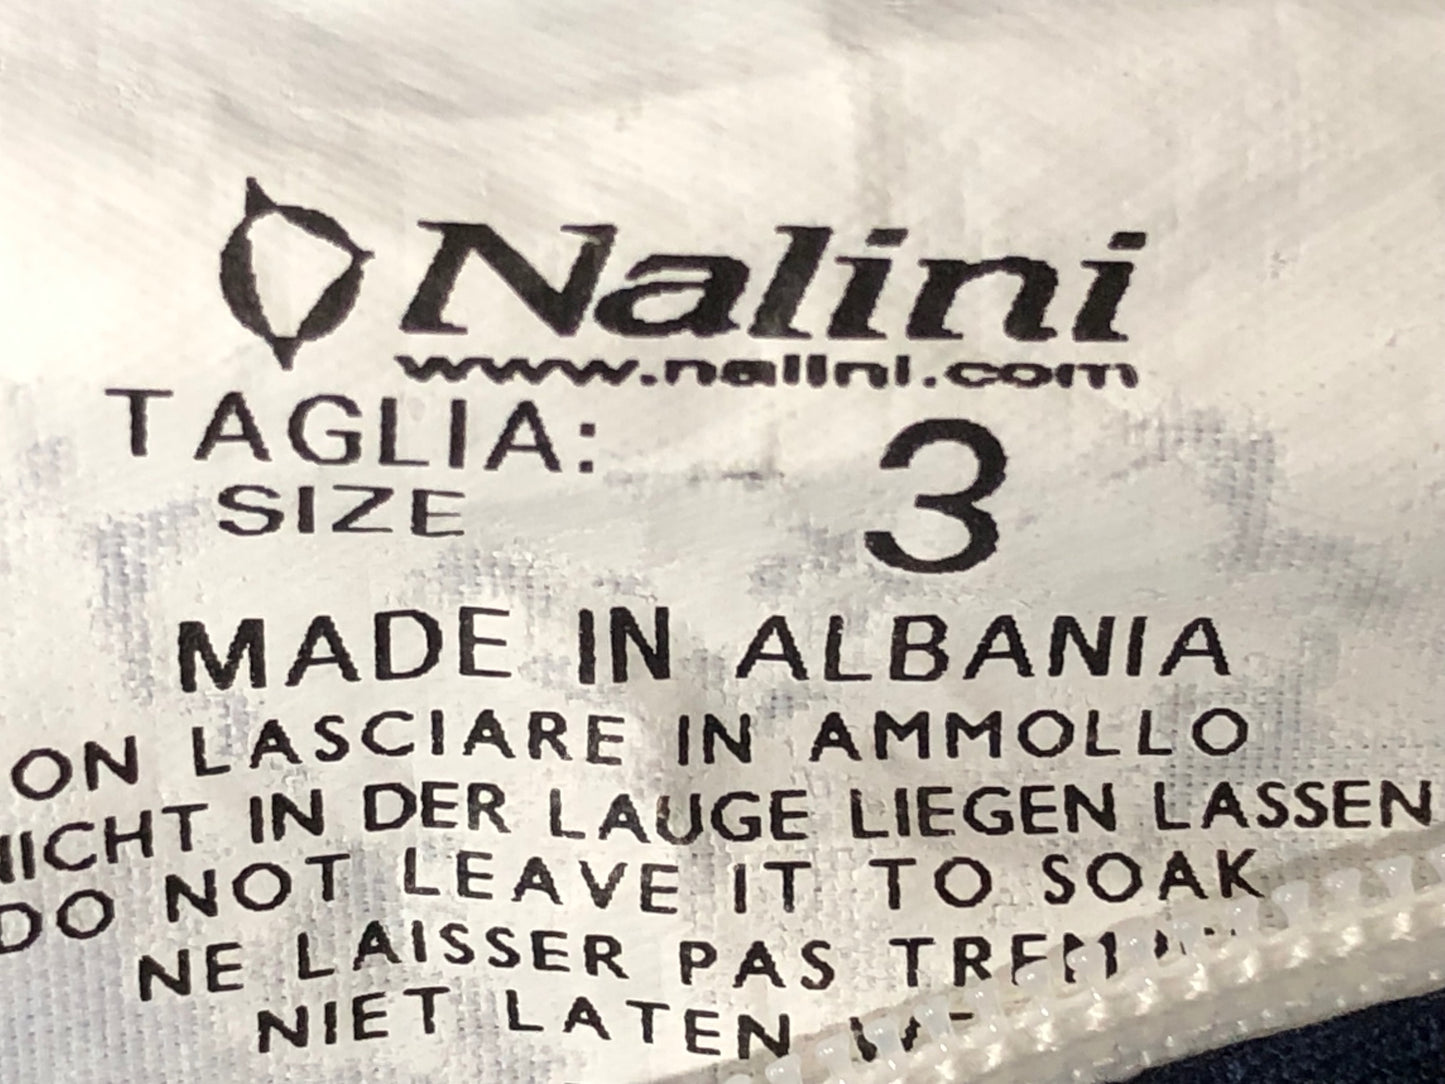 Nalini
www.nalini.com
TAGLIA: 3
SIZE
MADE IN ALBANIA
ON LASCIARE IN AMMOLLO
NICHT IN DER LAUGE LIEGEN LASSEN
DO NOT LEAVE IT TO SOAK
NE LAISSER PAS
NIET LATEN